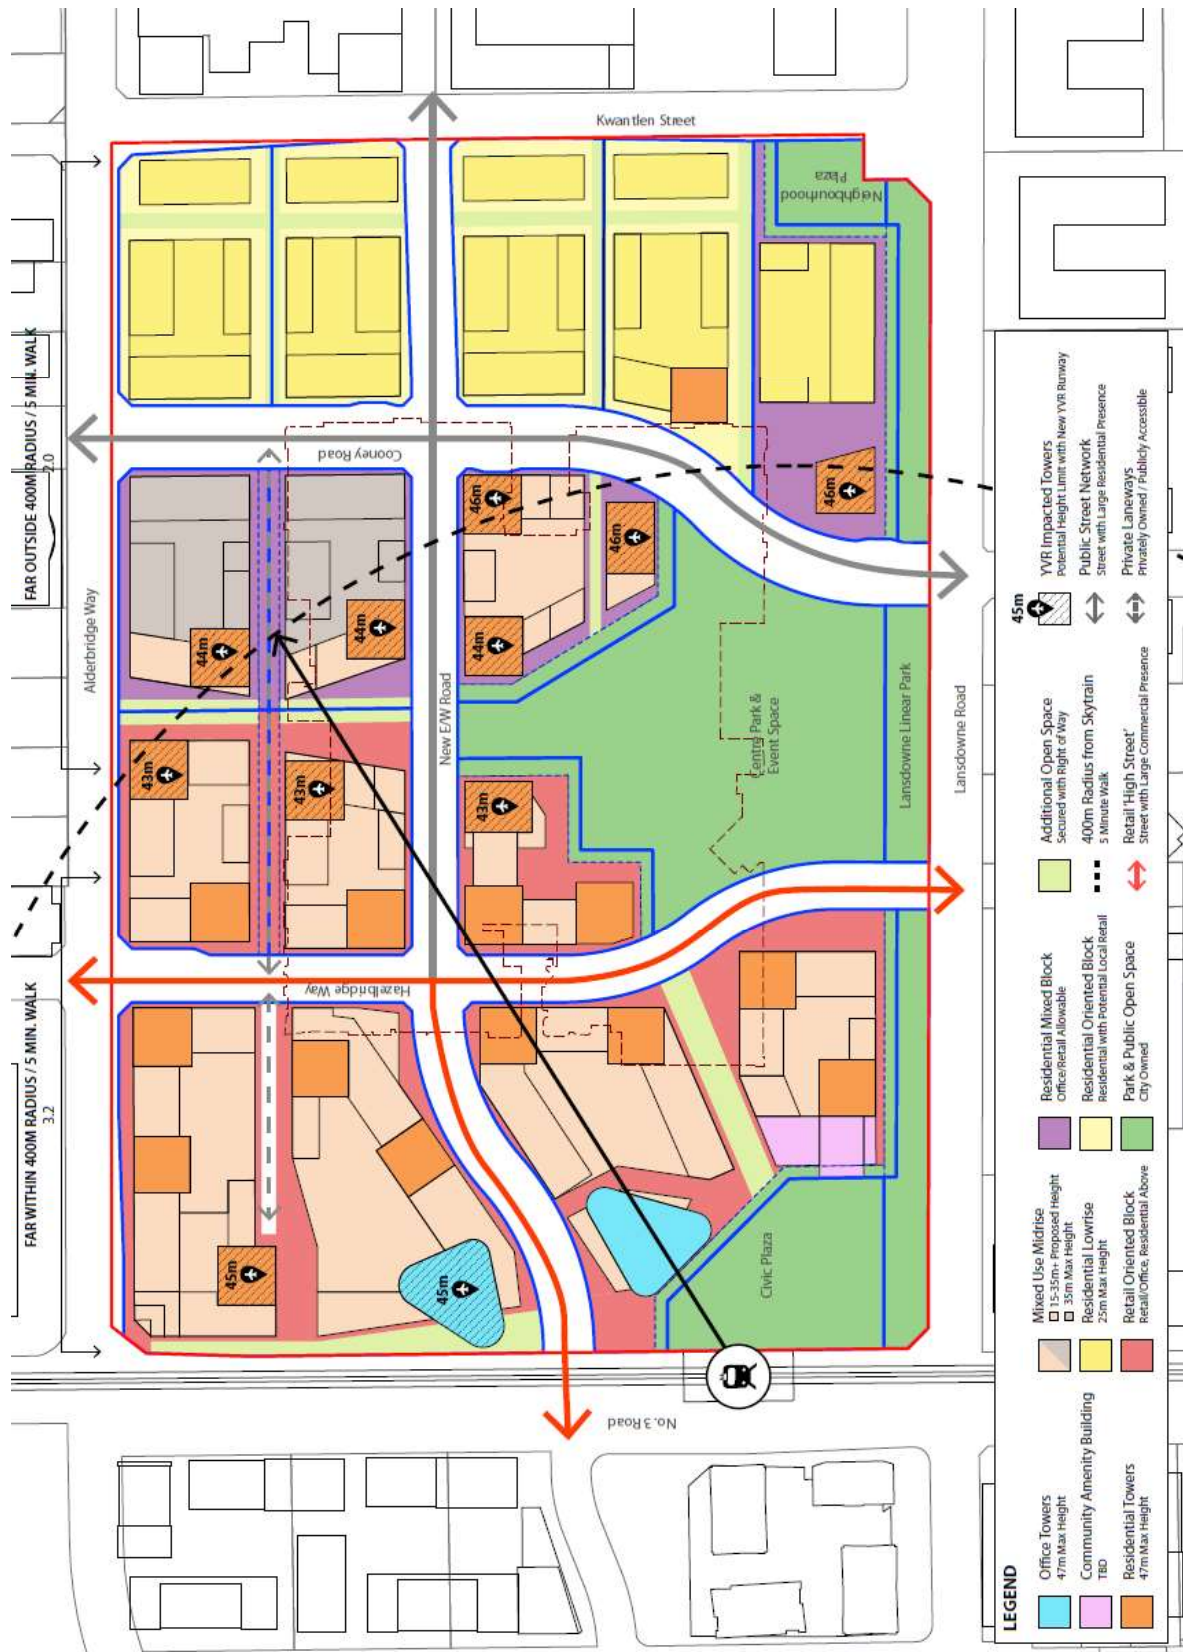 Kwantlen Street
Neighbourhood
Plaza
FAR OUTSIDE 400M RADIUS / 5 MIN. WALK
2.0
Alderbridge Way
Cooney Road
New E/W Road
44m
44m
44m
46m
46m
46m
43m
43m
43m
Centre Park &
Event Space
Lansdowne Linear Park
Lansdowne Road
Hazelbridge Way
FAR WITHIN 400M RADIUS / 5 MIN. WALK
3.2
45m
45m
Civic Plaza
No. 3 Road
LEGEND
Office Towers
47m Max Height
Community Amenity Building
TBD
Residential Towers
47m Max Height
Mixed Use Midrise
15-35m+ Proposed Height
35m Max Height
Residential Lowrise
25m Max Height
Retail Oriented Block
Retail/Office, Residential Above
Residential Mixed Block
Office/Retail Allowable
Residential Oriented Block
Residential with Potential Local Retail
Park & Public Open Space
City Owned
Additional Open Space
Secured with Right of Way
400m Radius from Skytrain
5 Minute Walk
Retail 'High Street'
Street with Large Commercial Presence
45m
YVR Impacted Towers
Potential Height Limit with New YVR Runway
Public Street Network
Street with Large Residential Presence
Private Laneways
Privately Owned / Publicly Accessible